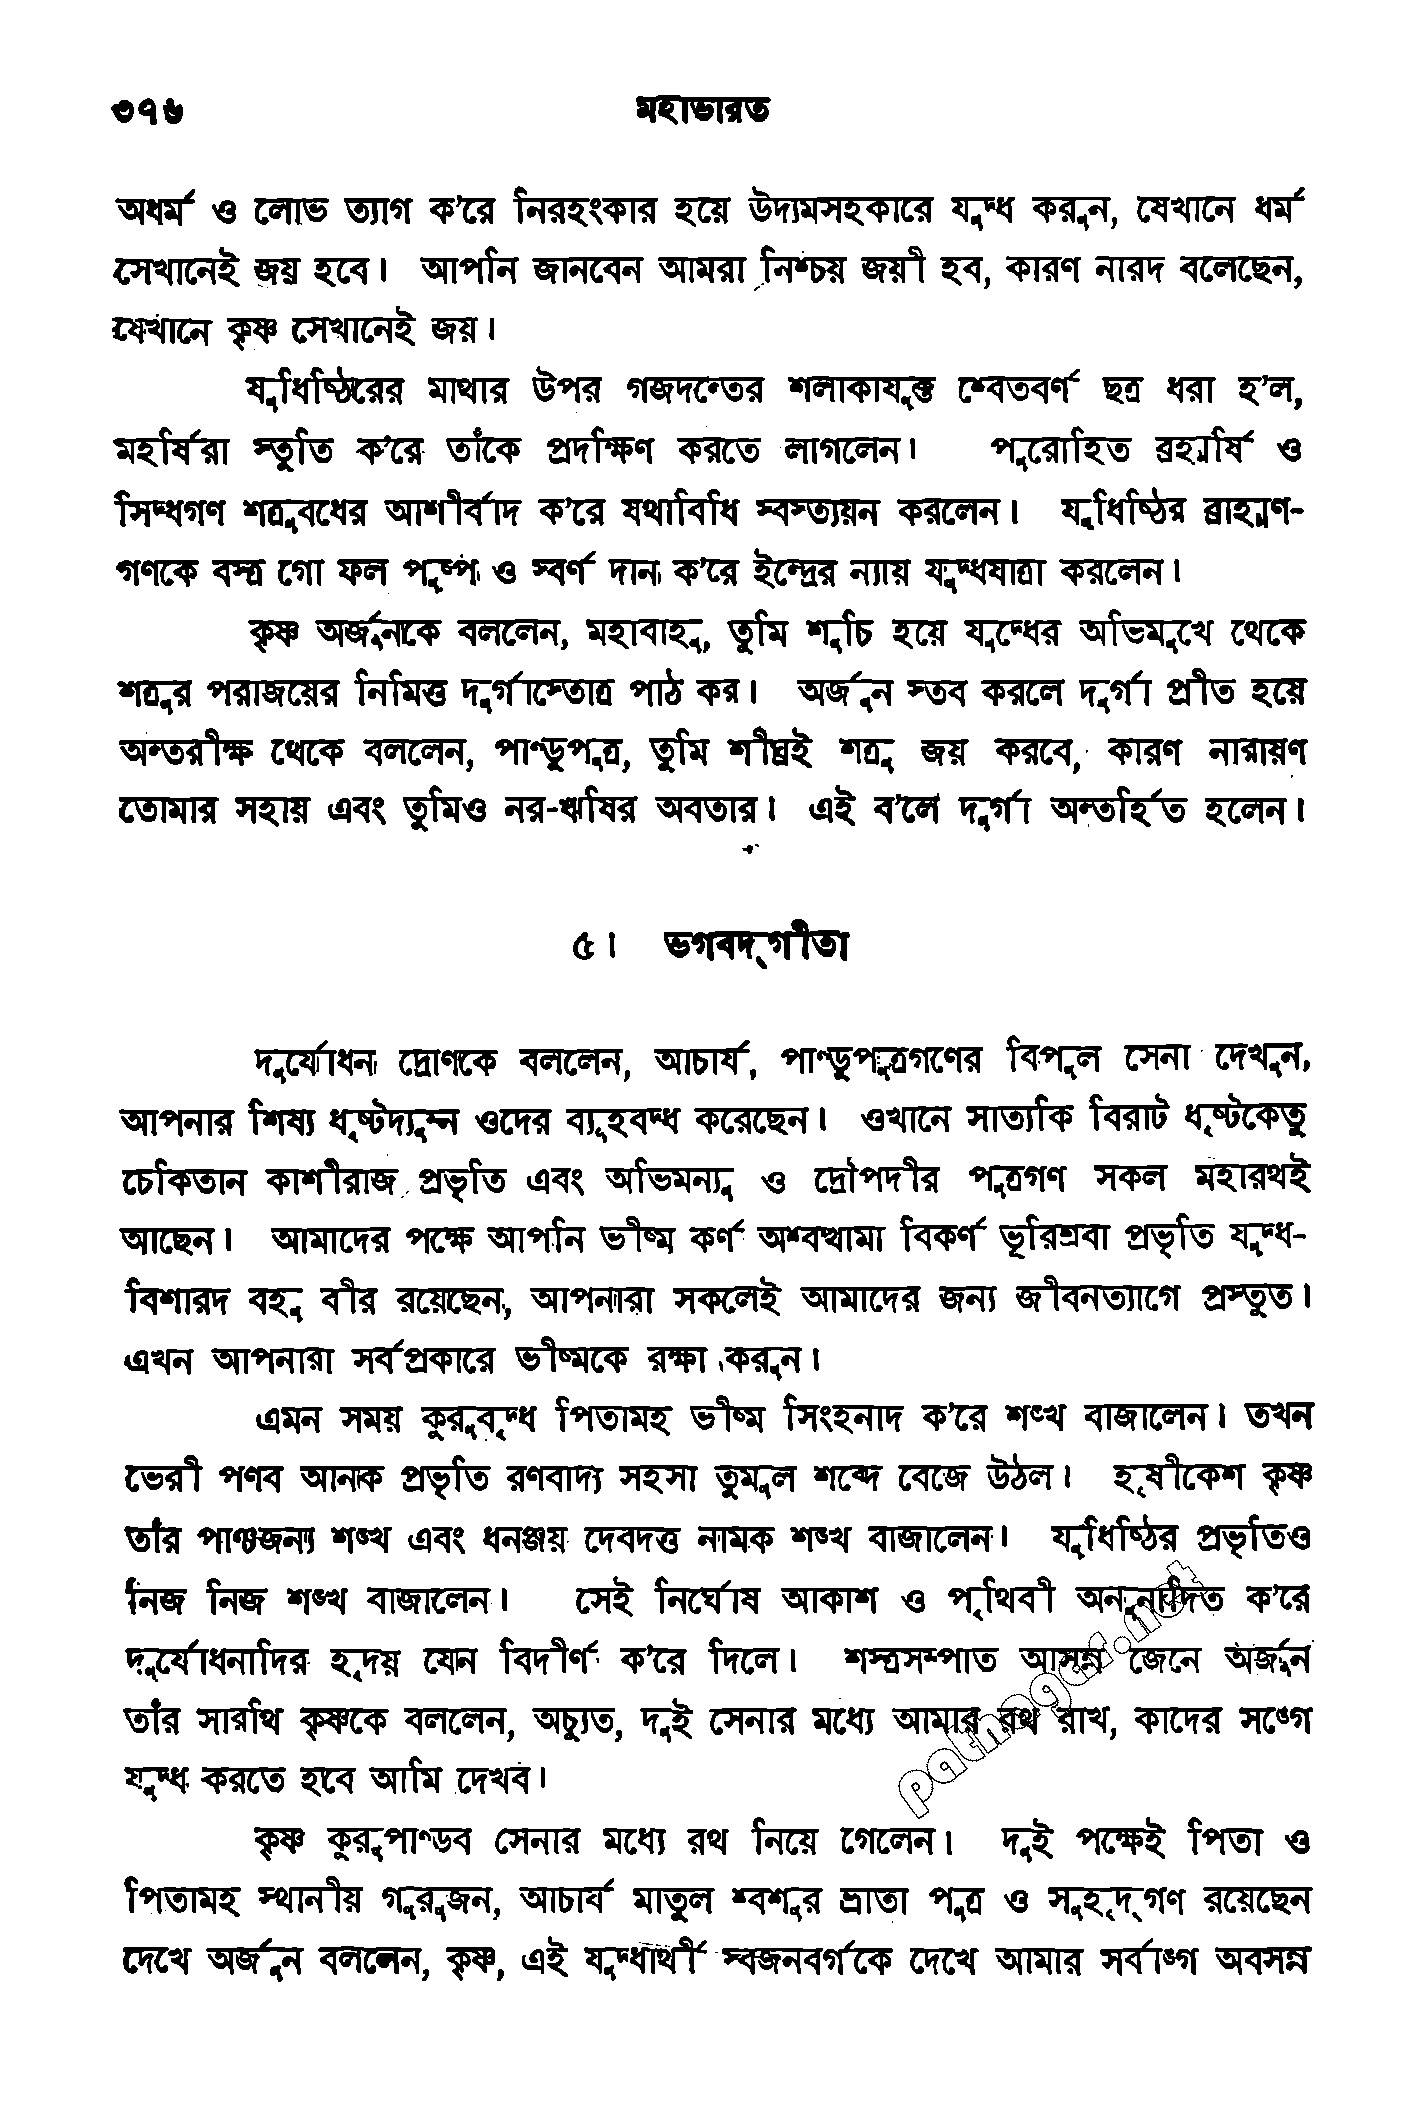 ৩৭৬ মহাভারত
অধর্ম ও লোভ ত্যাগ ক'রে নিরহংকার হয়ে উদ্যমসহকারে যুদ্ধ করুন, যেখানে ধর্ম
সেখানেই জয় হবে। আপনি জানবেন আমরা নিশ্চয় জয়ী হব, কারণ নারদ বলেছেন,
যেখানে কৃষ্ণ সেখানেই জয়।
যুধিষ্ঠিরের মাথার উপর গজদন্তের শলাকাযুক্ত শ্বেতবর্ণ ছত্র ধরা হ'ল,
মহর্ষিরা স্তুতি ক'রে তাঁকে প্রদক্ষিণ করতে লাগলেন। পুরোহিত ব্রহ্মর্ষি ও
সিদ্ধগণ শত্রুবধের আশীর্বাদ ক'রে যথাবিধি স্বস্ত্যয়ন করলেন। যুধিষ্ঠির ব্রাহ্মণ-
গণকে বস্ত্র গো ফল পুষ্প ও স্বর্ণ দান ক'রে ইন্দ্রের ন্যায় যুদ্ধযাত্রা করলেন।
কৃষ্ণ অর্জুনকে বললেন, মহাবাহু, তুমি শুচি হয়ে যুদ্ধের অভিমুখে থেকে
শত্রুর পরাজয়ের নিমিত্ত দুর্গাস্তোত্র পাঠ কর। অর্জুন স্তব করলে দুর্গা প্রীত হয়ে
অন্তরীক্ষ থেকে বললেন, পাণ্ডুপুত্র, তুমি শীঘ্রই শত্রু জয় করবে, কারণ নারায়ণ
তোমার সহায় এবং তুমিও নর-ঋষির অবতার। এই ব'লে দুর্গা অন্তর্হিত হলেন।
৫। ভগবদ্‌গীতা
দুর্যোধন দ্রোণকে বললেন, আচার্য, পাণ্ডুপুত্রগণের বিপুল সেনা দেখুন,
আপনার শিষ্য ধৃষ্টদ্যুম্ন ওদের ব্যূহবদ্ধ করেছেন। ওখানে সাত্যকি বিরাট ধৃষ্টকেতু
চেকিতান কাশীরাজ প্রভৃতি এবং অভিমন্যু ও দ্রৌপদীর পুত্রগণ সকল মহারথই
আছেন। আমাদের পক্ষে আপনি ভীষ্ম কর্ণ অশ্বত্থামা বিকর্ণ ভূরিশ্রবা প্রভৃতি যুদ্ধ-
বিশারদ বহু বীর রয়েছেন, আপনারা সকলেই আমাদের জন্য জীবনত্যাগে প্রস্তুত।
এখন আপনারা সর্বপ্রকারে ভীষ্মকে রক্ষা করুন।
এমন সময় কুরুবৃদ্ধ পিতামহ ভীষ্ম সিংহনাদ ক'রে শঙ্খ বাজালেন। তখন
ভেরী পণব আনক প্রভৃতি রণবাদ্য সহসা তুমুল শব্দে বেজে উঠল। হৃষীকেশ কৃষ্ণ
তাঁর পাঞ্চজন্য শঙ্খ এবং ধনঞ্জয় দেবদত্ত নামক শঙ্খ বাজালেন। যুধিষ্ঠির প্রভৃতিও
নিজ নিজ শঙ্খ বাজালেন। সেই নির্ঘোষ আকাশ ও পৃথিবী অনুনাদিত ক'রে
দুর্যোধনাদির হৃদয় যেন বিদীর্ণ ক'রে দিলে। শস্ত্রসম্পাত আসন্ন জেনে অর্জুন
তাঁর সারথি কৃষ্ণকে বললেন, অচ্যুত, দুই সেনার মধ্যে আমার রথ রাখ, কাদের সঙ্গে
যুদ্ধ করতে হবে আমি দেখব।
কৃষ্ণ কুরুপাণ্ডব সেনার মধ্যে রথ নিয়ে গেলেন। দুই পক্ষেই পিতা ও
পিতামহ স্থানীয় গুরুজন, আচার্য মাতুল শ্বশুর ভ্রাতা পুত্র ও সুহৃদ্‌গণ রয়েছেন
দেখে অর্জুন বললেন, কৃষ্ণ, এই যুদ্ধার্থী স্বজনবর্গকে দেখে আমার সর্বাঙ্গ অবসন্ন
pathagar.net